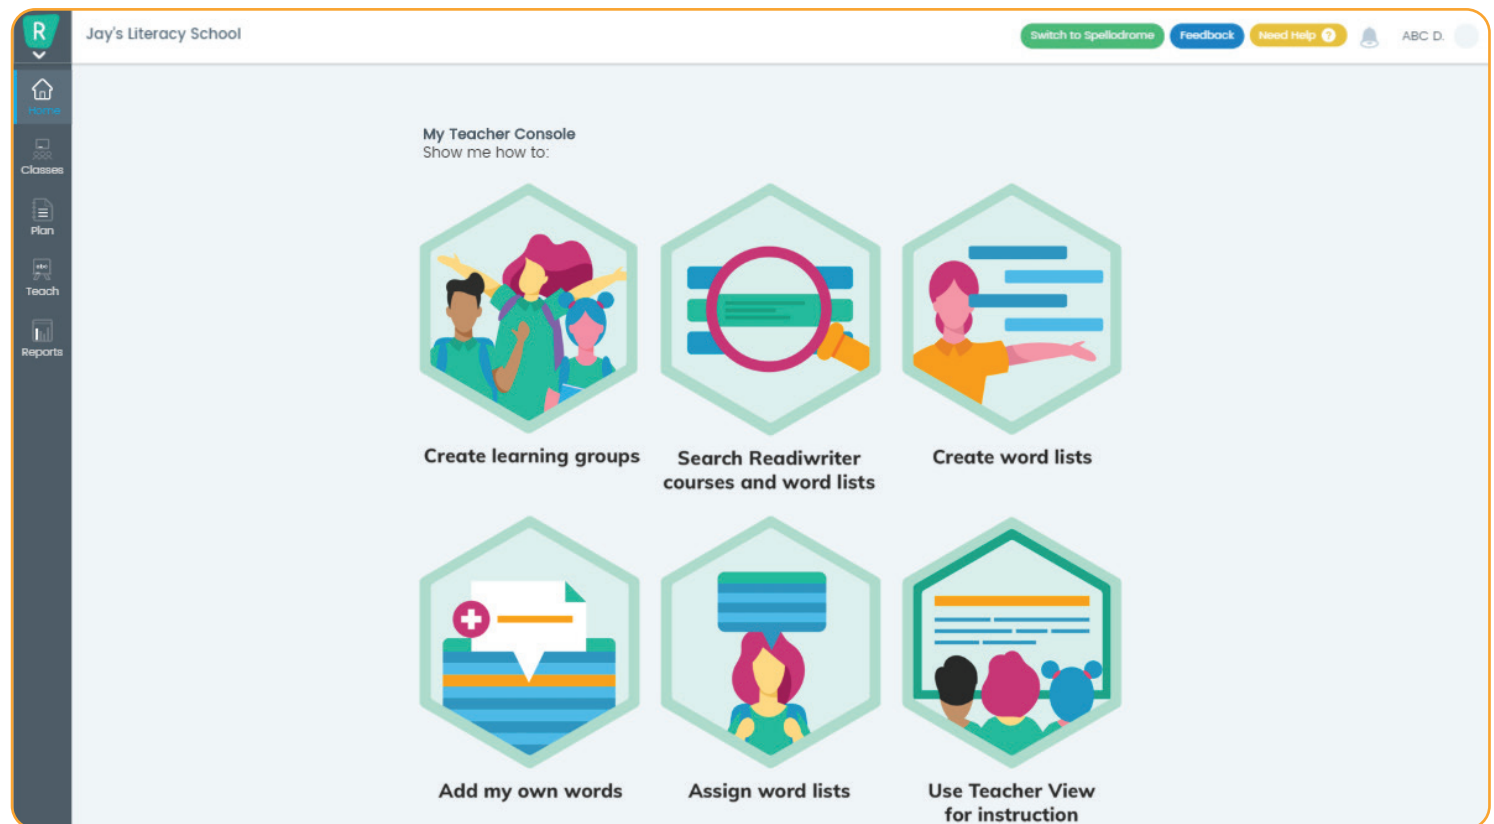 R
Jay's Literacy School
Switch to Spellodrome
Feedback
Need Help ?
ABC D.
Home
Classes
Plan
abc
Teach
Reports
My Teacher Console
Show me how to:
Create learning groups
Search Readiwriter
courses and word lists
Create word lists
Add my own words
Assign word lists
Use Teacher View
for instruction